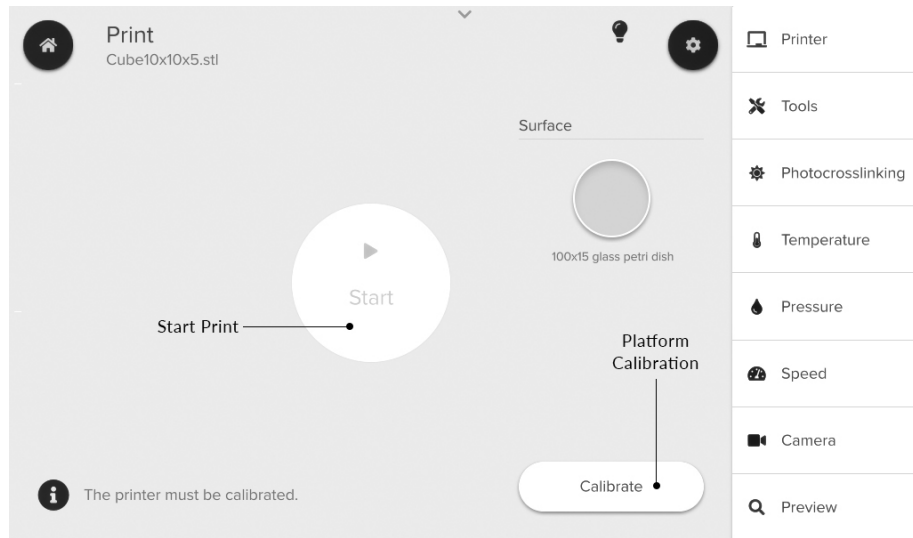 Print
Cube10x10x5.stl
Surface
100x15 glass petri dish
Start
Start Print
Platform
Calibration
Calibrate
The printer must be calibrated.
Printer
Tools
Photocrosslinking
Temperature
Pressure
Speed
Camera
Preview